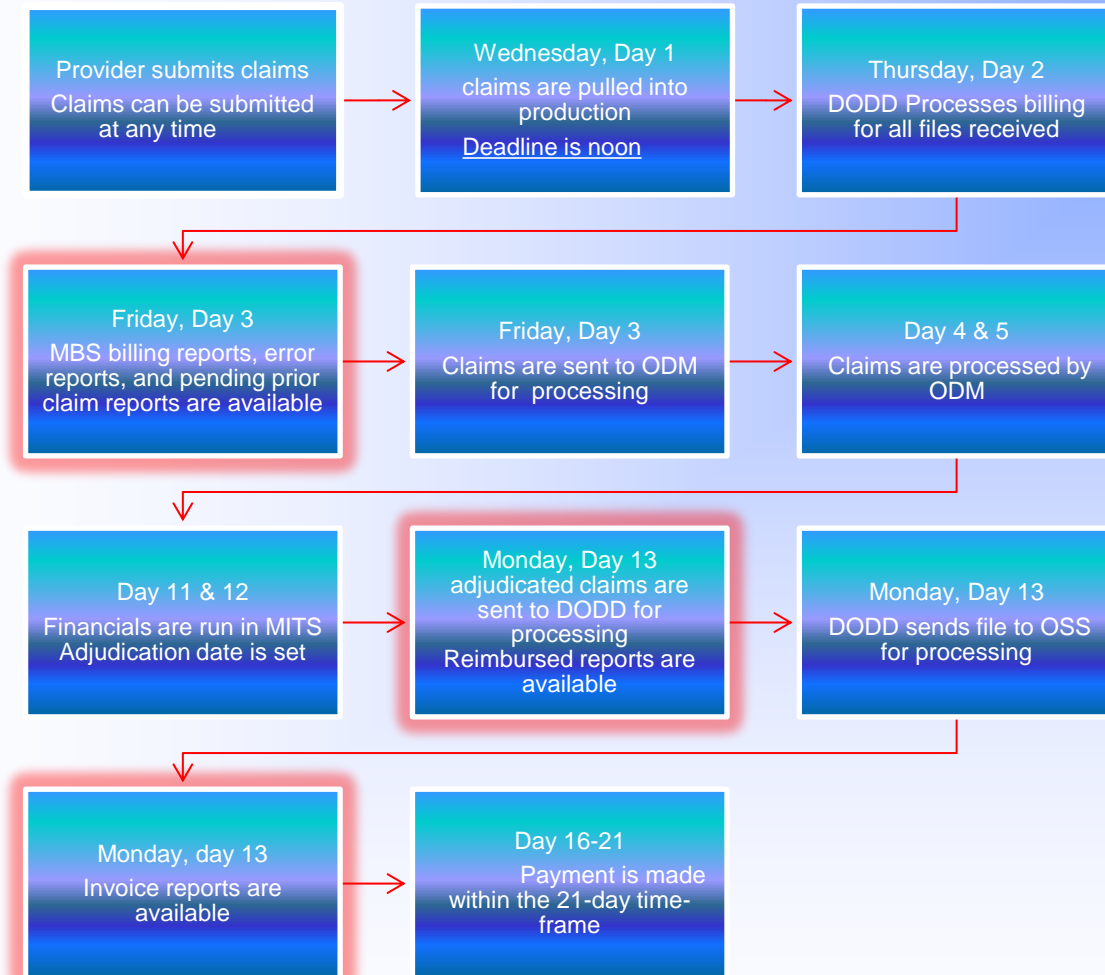 Provider submits claims
Claims can be submitted
at any time
Wednesday, Day 1
claims are pulled into
production
Deadline is noon
Thursday, Day 2
DODD Processes billing
for all files received
Friday, Day 3
MBS billing reports, error
reports, and pending prior
claim reports are available
Friday, Day 3
Claims are sent to ODM
for processing
Day 4 & 5
Claims are processed by
ODM
Day 11 & 12
Financials are run in MITS
Adjudication date is set
Monday, Day 13
adjudicated claims are
sent to DODD for
processing
Reimbursed reports are
available
Monday, Day 13
DODD sends file to OSS
for processing
Monday, day 13
Invoice reports are
available
Day 16-21
Payment is made
within the 21-day time-
frame